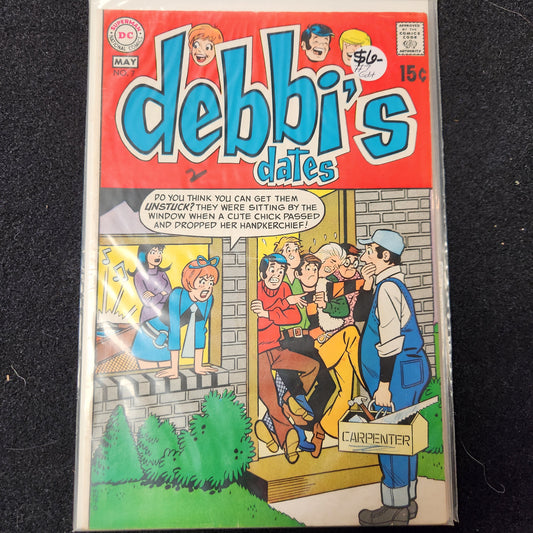 SUPERMAN
DC
NATIONAL COMICS
MAY
NO. 7
APPROVED
BY THE
COMICS
CODE
AUTHORITY
$6-
15¢
debbi's
dates
2
DO YOU THINK YOU CAN GET THEM
UNSTUCK? THEY WERE SITTING BY THE
WINDOW WHEN A CUTE CHICK PASSED
AND DROPPED HER HANDKERCHIEF!
CARPENTER